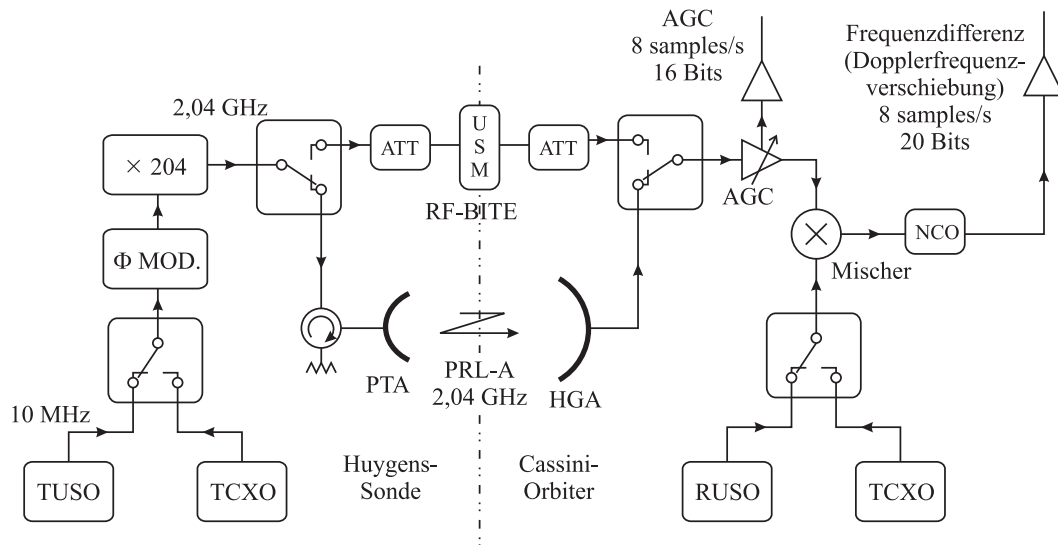 AGC
8 samples/s
16 Bits
Frequenzdifferenz
(Dopplerfrequenz-
verschiebung)
8 samples/s
20 Bits
2,04 GHz
× 204
ATT
USM
ATT
RF-BITE
AGC
Φ MOD.
NCO
Mischer
PTA
PRL-A
2,04 GHz
HGA
10 MHz
TUSO
TCXO
Huygens-
Sonde
Cassini-
Orbiter
RUSO
TCXO